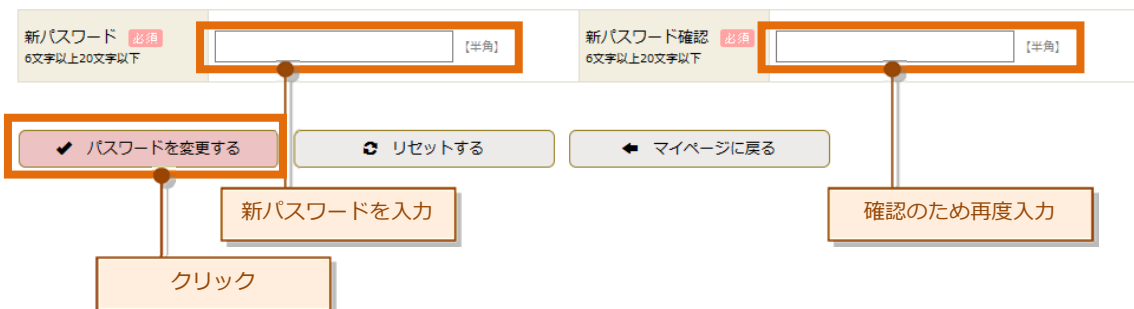 新パスワード 必須
6文字以上20文字以下
【半角】
新パスワード確認 必須
6文字以上20文字以下
【半角】
パスワードを変更する
リセットする
マイページに戻る
新パスワードを入力
確認のため再度入力
クリック